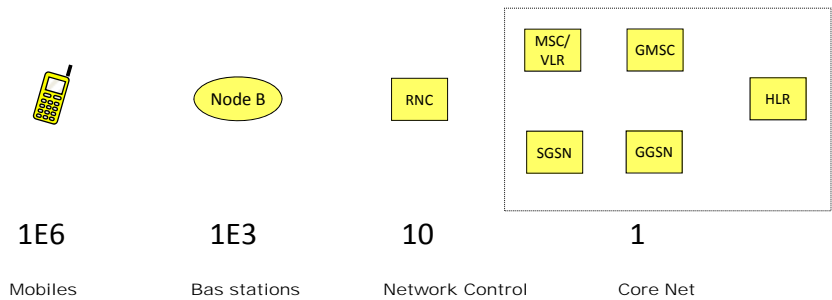 MSC/
VLR
GMSC
Node B
RNC
HLR
SGSN
GGSN
1E6
1E3
10
1
Mobiles
Bas stations
Network Control
Core Net